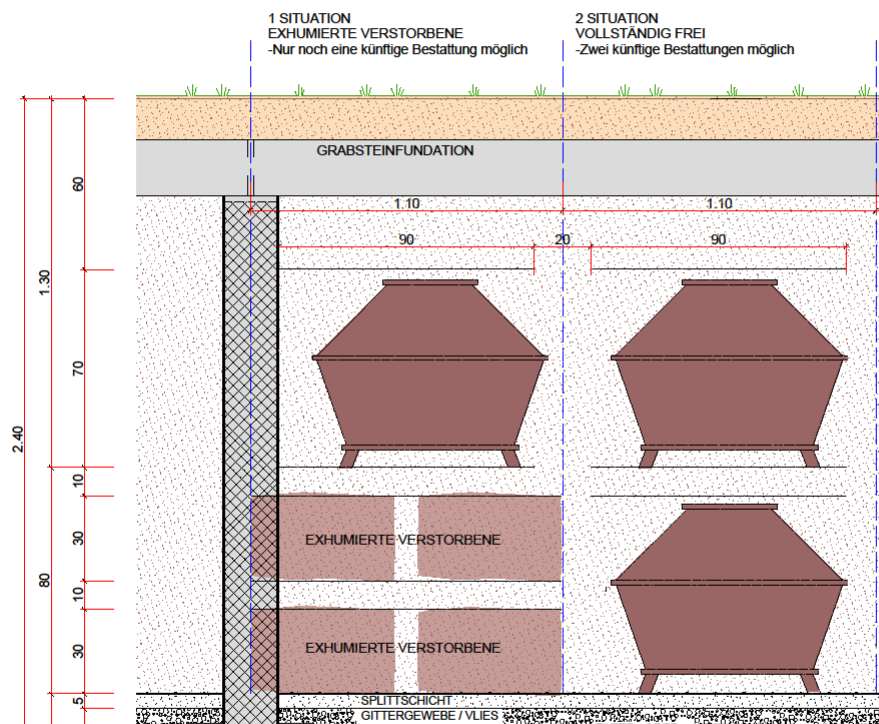 1 SITUATION
EXHUMIERTE VERSTORBENE
-Nur noch eine künftige Bestattung möglich
2 SITUATION
VOLLSTÄNDIG FREI
-Zwei künftige Bestattungen möglich
GRABSTEINFUNDATION
1.10
1.10
90
20
90
60
1.30
70
2.40
10
30
80
10
30
5
EXHUMIERTE VERSTORBENE
EXHUMIERTE VERSTORBENE
SPLITTSCHICHT
GITTERGEWEBE / VLIES